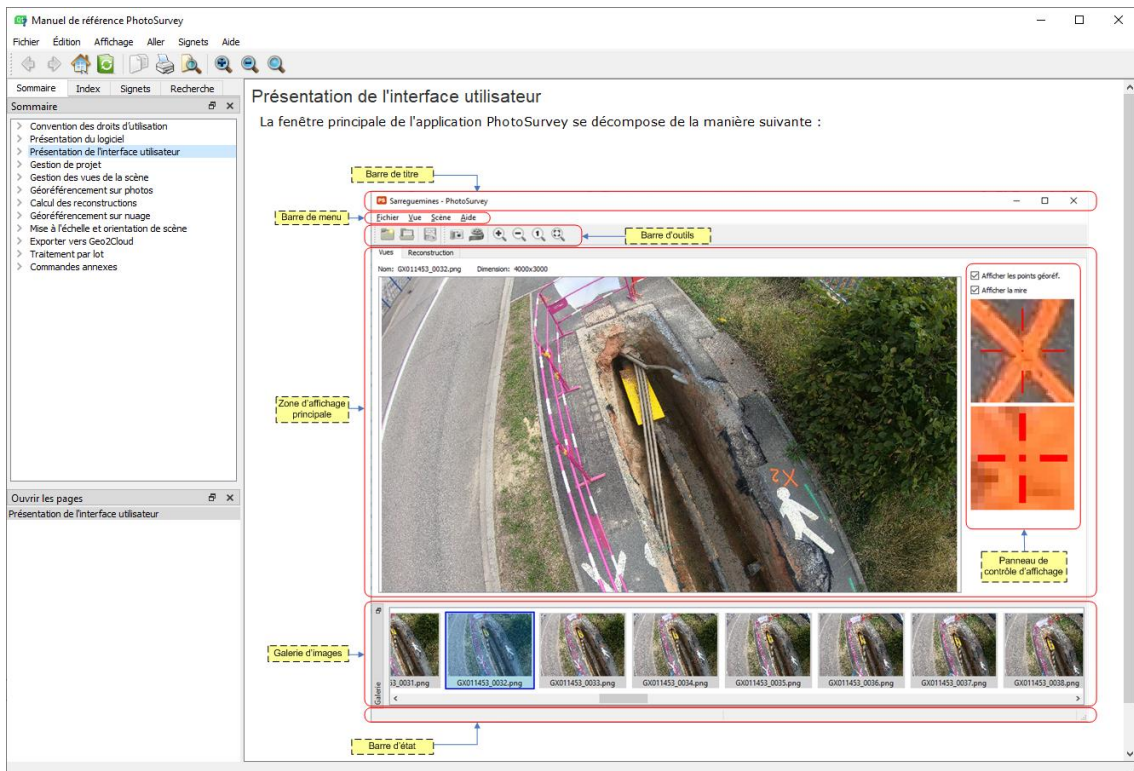 Manuel de référence PhotoSurvey
Fichier Édition Affichage Aller Signets Aide
Sommaire Index Signets Recherche
Sommaire
Convention des droits d'utilisation
Présentation du logiciel
Présentation de l'interface utilisateur
Gestion de projet
Gestion des vues de la scène
Géoréférencement sur photos
Calcul des reconstructions
Géoréférencement sur nuage
Mise à l'échelle et orientation de scène
Exporter vers Geo2Cloud
Traitement par lot
Commandes annexes
Ouvrir les pages
Présentation de l'interface utilisateur
Présentation de l'interface utilisateur
La fenêtre principale de l'application PhotoSurvey se décompose de la manière suivante :
Barre de titre
PS Sarreguemines - PhotoSurvey
Barre de menu
Fichier Vue Scène Aide
Barre d'outils
Vues Reconstruction
Nom: GX011453_0032.png Dimension: 4000x3000
Afficher les points géoréf.
Afficher la mire
Zone d'affichage
principale
X2
Panneau de
contrôle d'affichage
Galerie d'images
Galerie
53_0031.png GX011453_0032.png GX011453_0033.png GX011453_0034.png GX011453_0035.png GX011453_0036.png GX011453_0037.png GX011453_0038.png
Barre d'état